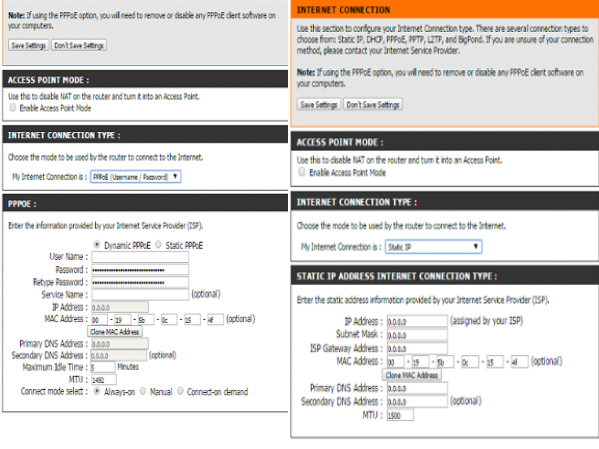 Note: If using the PPPoE option, you will need to remove or disable any PPPoE client software on
your computers.
Save Settings Don't Save Settings
ACCESS POINT MODE :
Use this to disable NAT on the router and turn it into an Access Point.
Enable Access Point Mode
INTERNET CONNECTION TYPE :
Choose the mode to be used by the router to connect to the Internet.
My Internet Connection is : PPPoE (Username / Password)
PPPOE :
Enter the information provided by your Internet Service Provider (ISP).
Dynamic PPPoE Static PPPoE
User Name :
Password : ••••••••••••••••••••••••••••••
Retype Password : ••••••••••••••••••••••••••••••
Service Name : (optional)
IP Address : 0.0.0.0
MAC Address : 00 - 19 - 5b - 0c - 15 - 4f (optional)
Clone MAC Address
Primary DNS Address : 0.0.0.0
Secondary DNS Address : 0.0.0.0 (optional)
Maximum Idle Time : 5 Minutes
MTU : 1492
Connect mode select : Always-on Manual Connect-on demand
INTERNET CONNECTION
Use this section to configure your Internet Connection type. There are several connection types to
choose from: Static IP, DHCP, PPPoE, PPTP, L2TP, and BigPond. If you are unsure of your connection
method, please contact your Internet Service Provider.
Note: If using the PPPoE option, you will need to remove or disable any PPPoE client software on
your computers.
Save Settings Don't Save Settings
ACCESS POINT MODE :
Use this to disable NAT on the router and turn it into an Access Point.
Enable Access Point Mode
INTERNET CONNECTION TYPE :
Choose the mode to be used by the router to connect to the Internet.
My Internet Connection is : Static IP
STATIC IP ADDRESS INTERNET CONNECTION TYPE :
Enter the static address information provided by your Internet Service Provider (ISP).
IP Address : 0.0.0.0 (assigned by your ISP)
Subnet Mask : 0.0.0.0
ISP Gateway Address : 0.0.0.0
MAC Address : 00 - 19 - 5b - 0c - 15 - 4f (optional)
Clone MAC Address
Primary DNS Address : 0.0.0.0
Secondary DNS Address : 0.0.0.0 (optional)
MTU : 1500